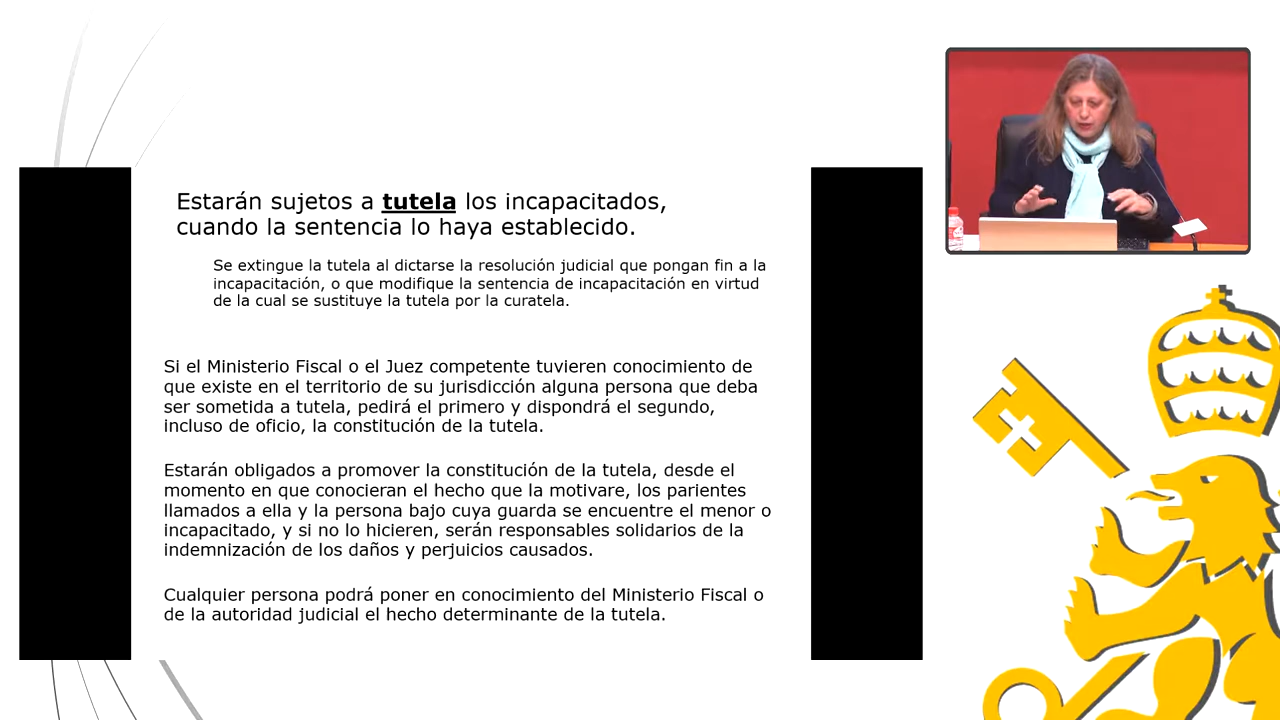 Estarán sujetos a tutela los incapacitados,
cuando la sentencia lo haya establecido.
Se extingue la tutela al dictarse la resolución judicial que pongan fin a la
incapacitación, o que modifique la sentencia de incapacitación en virtud
de la cual se sustituye la tutela por la curatela.
Si el Ministerio Fiscal o el Juez competente tuvieren conocimiento de
que existe en el territorio de su jurisdicción alguna persona que deba
ser sometida a tutela, pedirá el primero y dispondrá el segundo,
incluso de oficio, la constitución de la tutela.
Estarán obligados a promover la constitución de la tutela, desde el
momento en que conocieran el hecho que la motivare, los parientes
llamados a ella y la persona bajo cuya guarda se encuentre el menor o
incapacitado, y si no lo hicieren, serán responsables solidarios de la
indemnización de los daños y perjuicios causados.
Cualquier persona podrá poner en conocimiento del Ministerio Fiscal o
de la autoridad judicial el hecho determinante de la tutela.